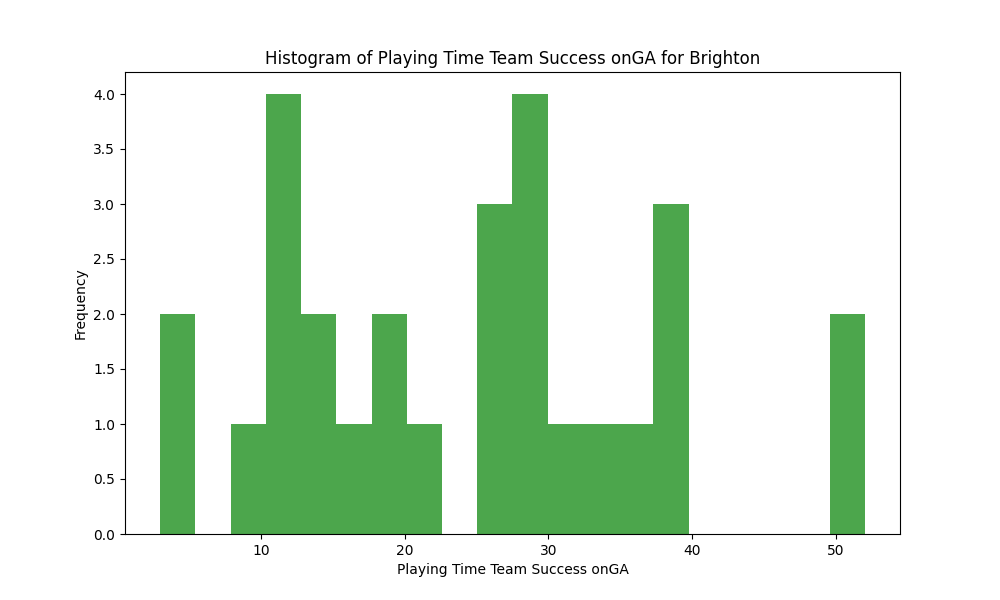 Histogram of Playing Time Team Success onGA for Brighton
4.0
3.5
3.0
2.5
2.0
1.5
1.0
0.5
0.0
Frequency
10 20 30 40 50
Playing Time Team Success onGA